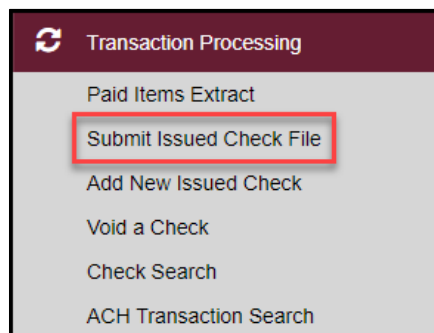 Transaction Processing
Paid Items Extract
Submit Issued Check File
Add New Issued Check
Void a Check
Check Search
ACH Transaction Search